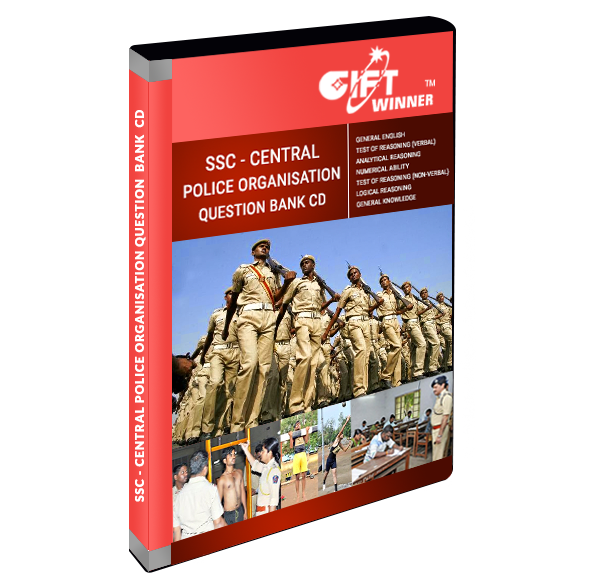 SSC - CENTRAL POLICE ORGANISATION QUESTION BANK CD
GIFT
WINNER
TM
SSC - CENTRAL
POLICE ORGANISATION
QUESTION BANK CD
GENERAL ENGLISH
TEST OF REASONING (VERBAL)
ANALYTICAL REASONING
NUMERICAL ABILITY
TEST OF REASONING (NON-VERBAL)
LOGICAL REASONING
GENERAL KNOWLEDGE